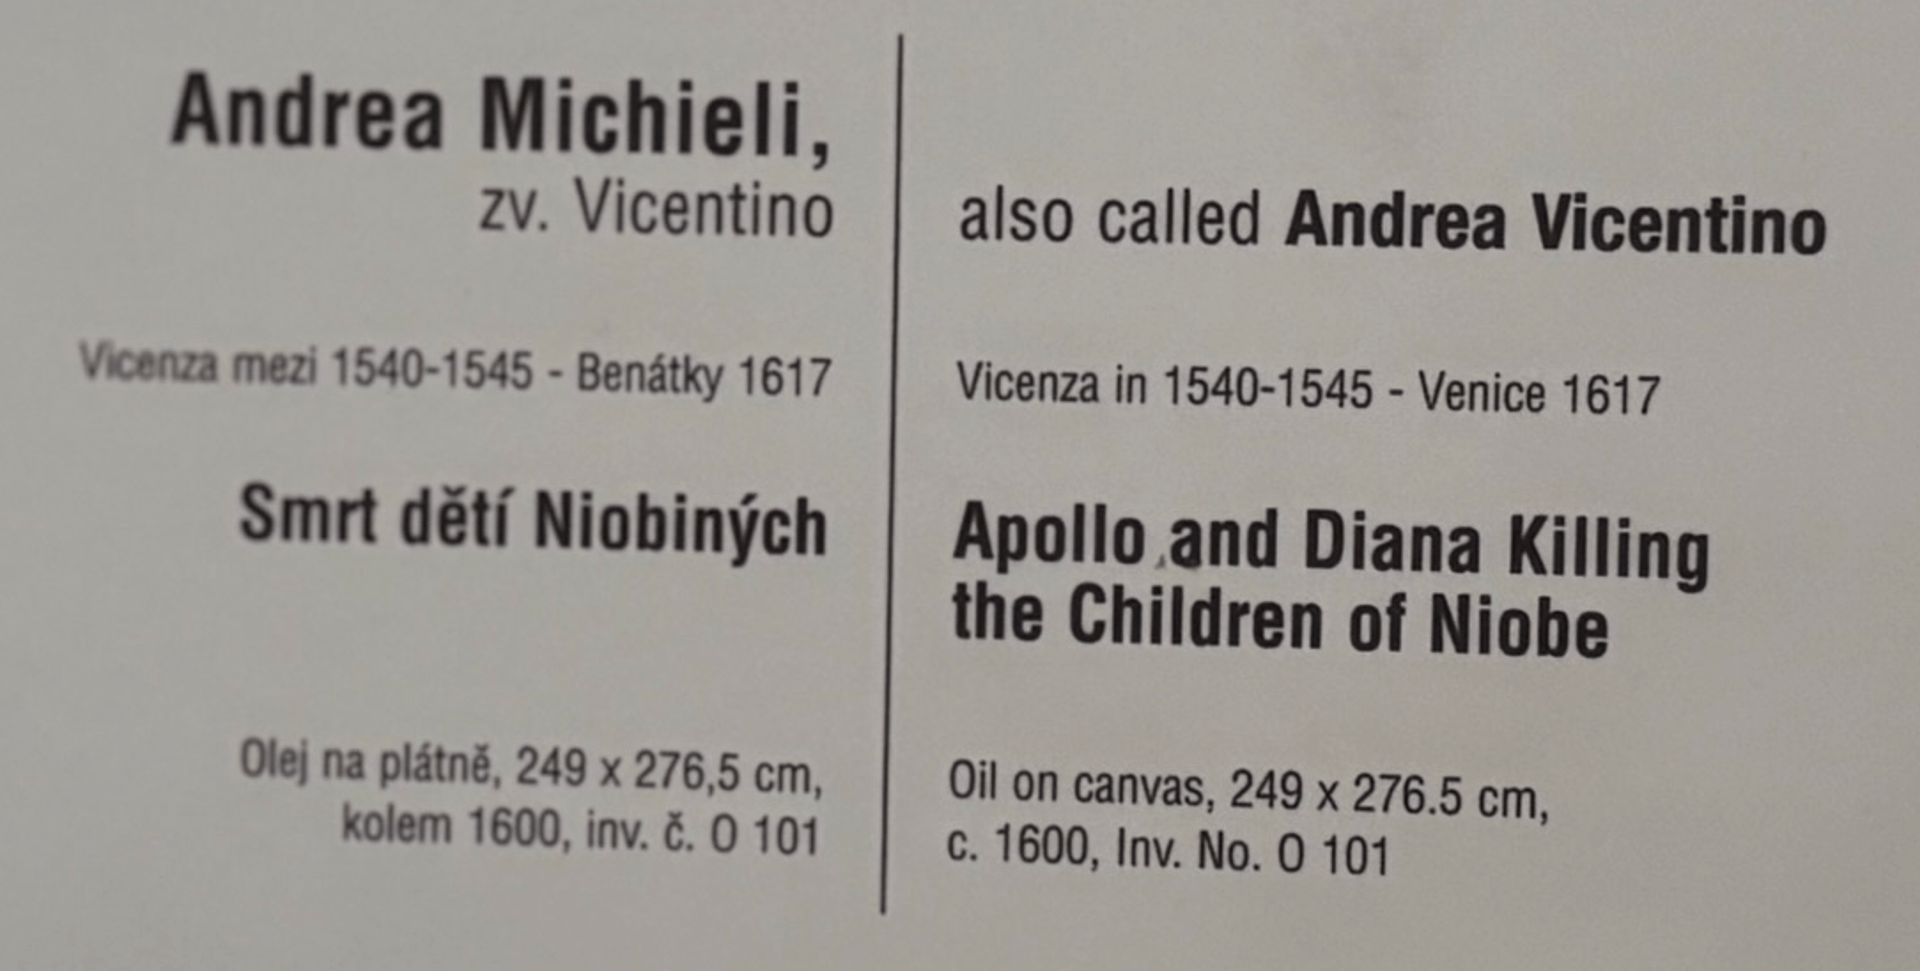 Andrea Michieli,
zv. Vicentino
Vicenza mezi 1540-1545 - Benátky 1617
Smrt dětí Niobiných
Olej na plátně, 249 x 276,5 cm,
kolem 1600, inv. č. O 101
also called Andrea Vicentino
Vicenza in 1540-1545 - Venice 1617
Apollo and Diana Killing
the Children of Niobe
Oil on canvas, 249 x 276.5 cm,
c. 1600, Inv. No. O 101